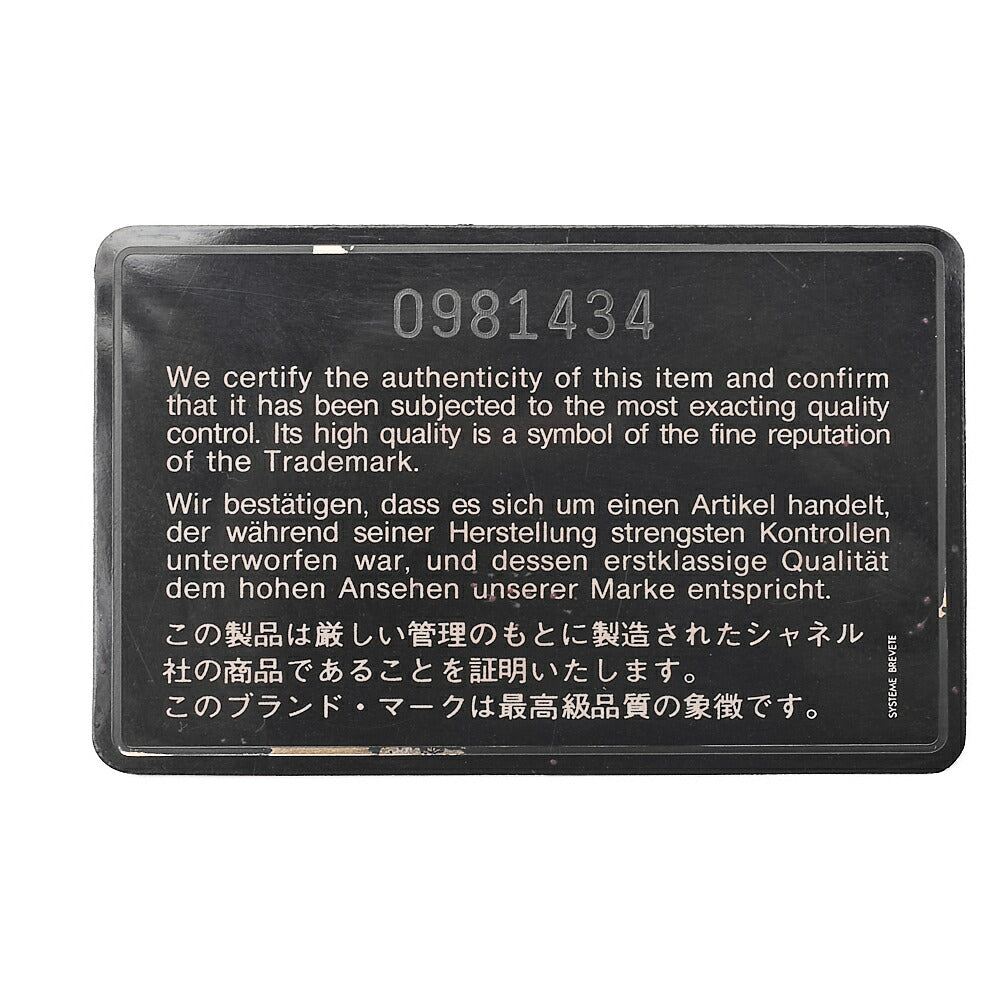 0981434
We certify the authenticity of this item and confirm
that it has been subjected to the most exacting quality
control. Its high quality is a symbol of the fine reputation
of the Trademark.
Wir bestätigen, dass es sich um einen Artikel handelt,
der während seiner Herstellung strengsten Kontrollen
unterworfen war, und dessen erstklassige Qualität
dem hohen Ansehen unserer Marke entspricht.
この製品は厳しい管理のもとに製造されたシャネル
社の商品であることを証明いたします。
このブランド・マークは最高級品質の象徴です。
SYSTEME BREVETE